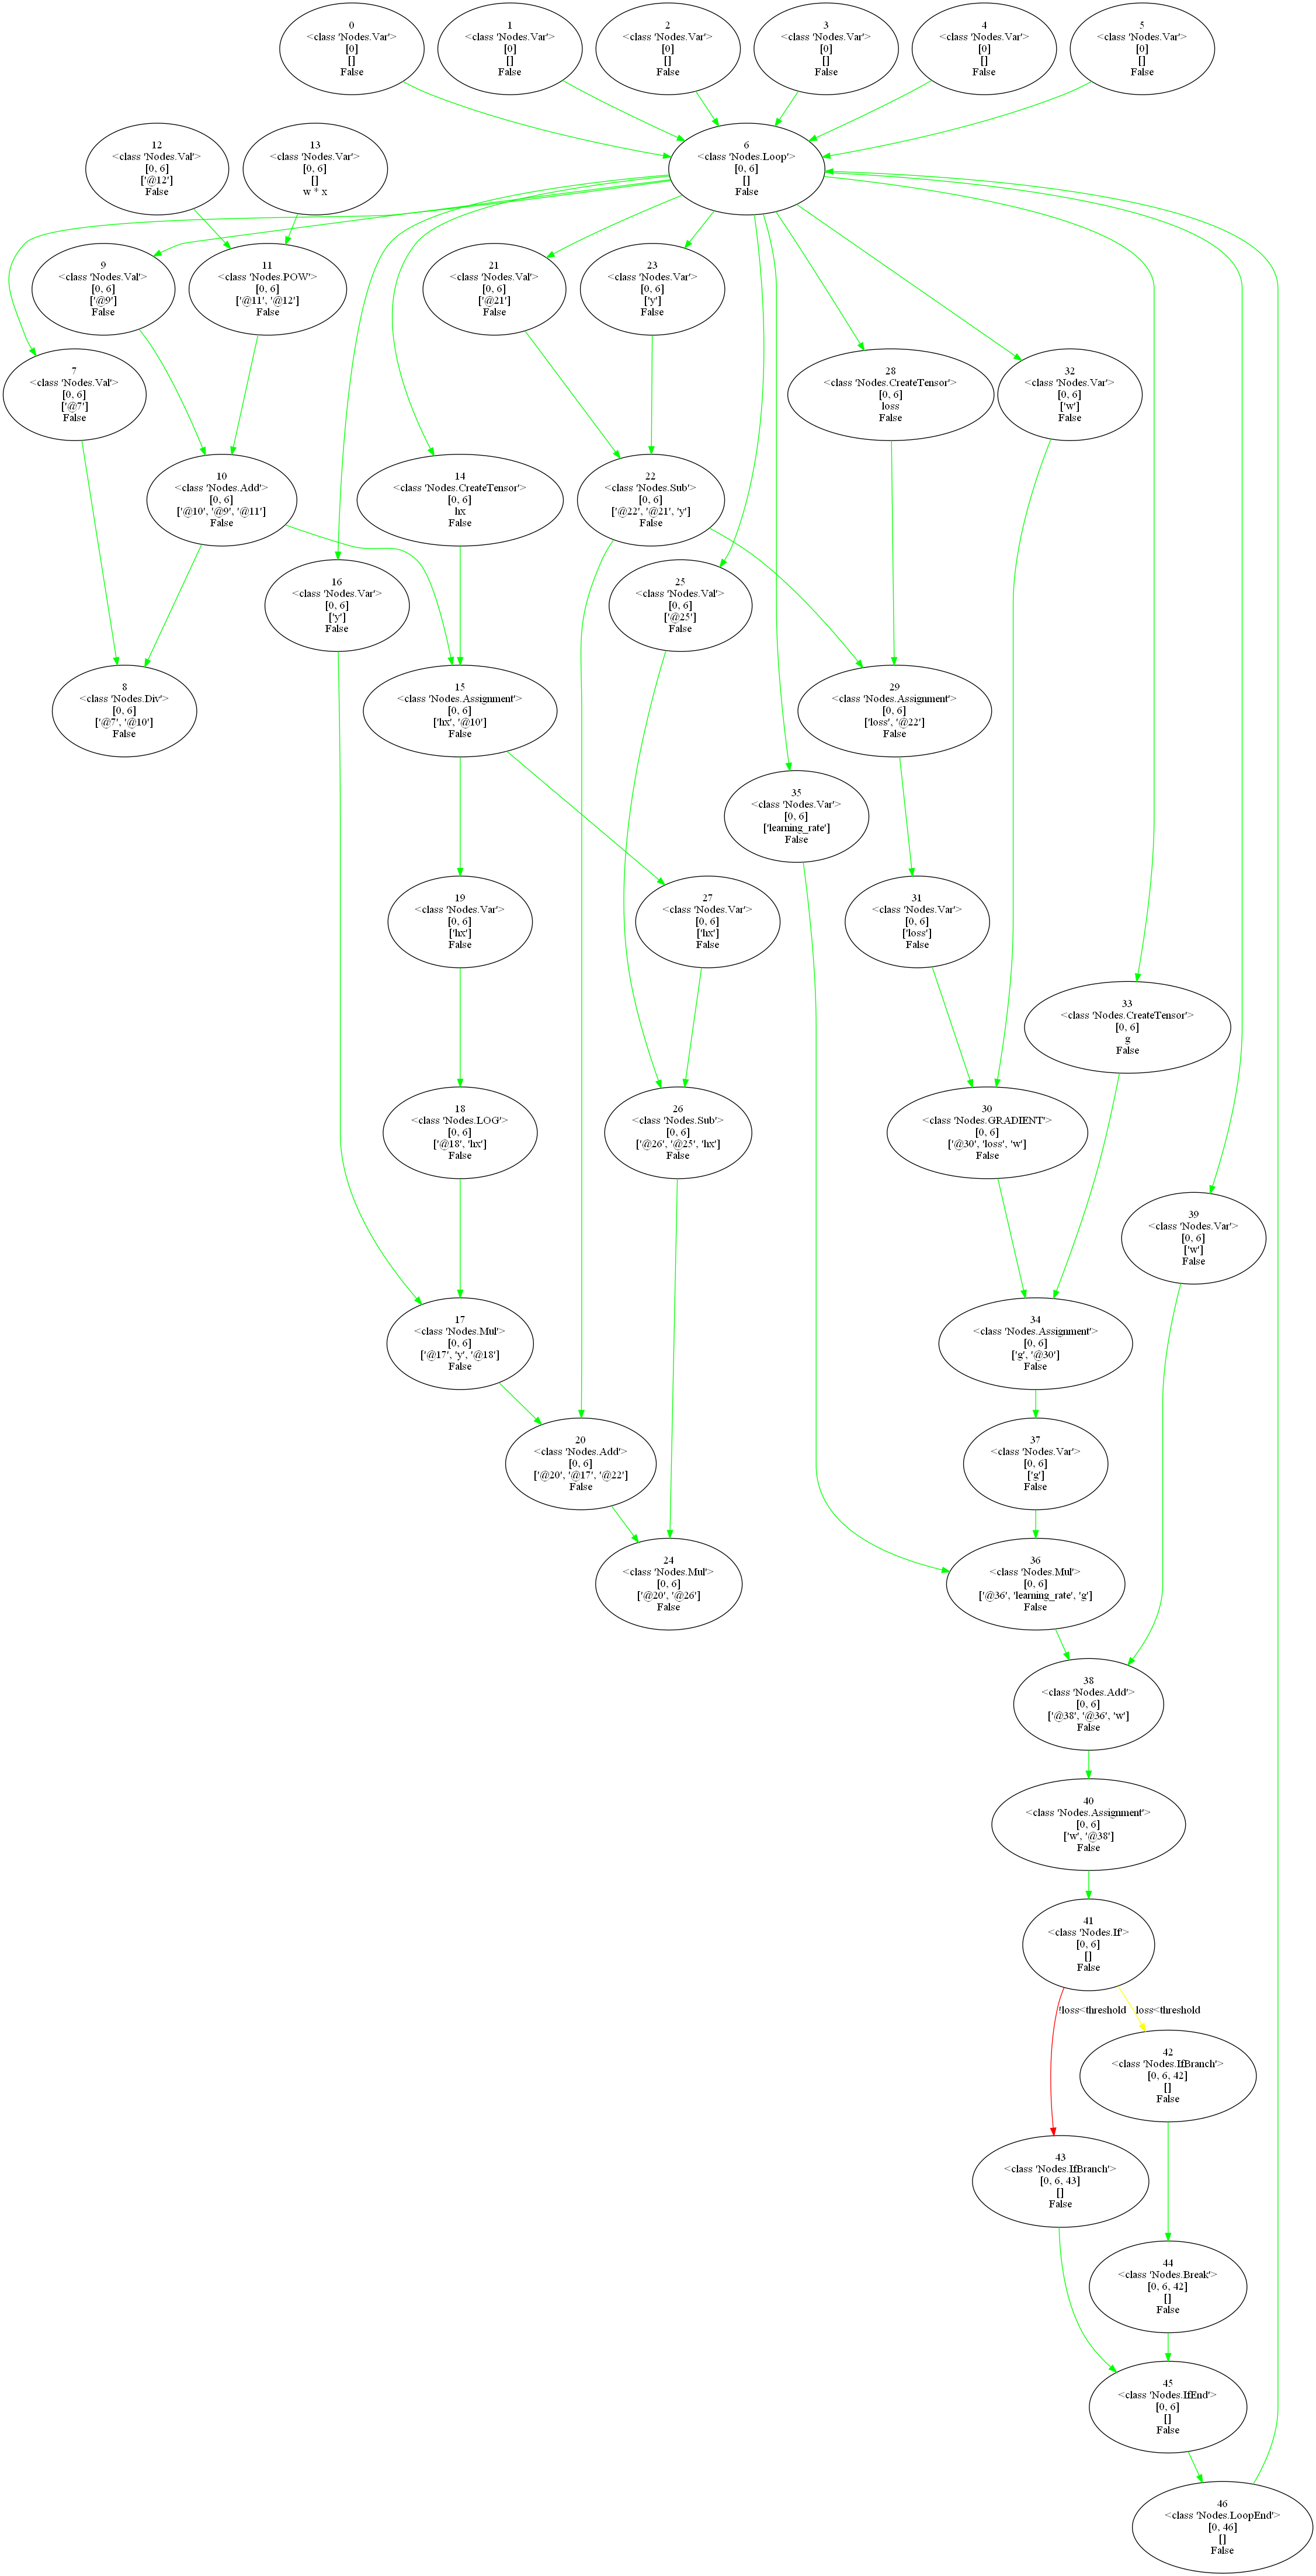 0
<class 'Nodes.Var'>
[0]
[]
False
1
<class 'Nodes.Var'>
[0]
[]
False
2
<class 'Nodes.Var'>
[0]
[]
False
3
<class 'Nodes.Var'>
[0]
[]
False
4
<class 'Nodes.Var'>
[0]
[]
False
5
<class 'Nodes.Var'>
[0]
[]
False
12
<class 'Nodes.Val'>
[0, 6]
['@12']
False
13
<class 'Nodes.Var'>
[0, 6]
[]
w * x
6
<class 'Nodes.Loop'>
[0, 6]
[]
False
9
<class 'Nodes.Val'>
[0, 6]
['@9']
False
11
<class 'Nodes.POW'>
[0, 6]
['@11', '@12']
False
21
<class 'Nodes.Val'>
[0, 6]
['@21']
False
23
<class 'Nodes.Var'>
[0, 6]
['y']
False
7
<class 'Nodes.Val'>
[0, 6]
['@7']
False
28
<class 'Nodes.CreateTensor'>
[0, 6]
loss
False
32
<class 'Nodes.Var'>
[0, 6]
['w']
False
10
<class 'Nodes.Add'>
[0, 6]
['@10', '@9', '@11']
False
14
<class 'Nodes.CreateTensor'>
[0, 6]
hx
False
22
<class 'Nodes.Sub'>
[0, 6]
['@22', '@21', 'y']
False
16
<class 'Nodes.Var'>
[0, 6]
['y']
False
25
<class 'Nodes.Val'>
[0, 6]
['@25']
False
8
<class 'Nodes.Div'>
[0, 6]
['@7', '@10']
False
15
<class 'Nodes.Assignment'>
[0, 6]
['hx', '@10']
False
29
<class 'Nodes.Assignment'>
[0, 6]
['loss', '@22']
False
35
<class 'Nodes.Var'>
[0, 6]
['learning_rate']
False
19
<class 'Nodes.Var'>
[0, 6]
['hx']
False
27
<class 'Nodes.Var'>
[0, 6]
['hx']
False
31
<class 'Nodes.Var'>
[0, 6]
['loss']
False
33
<class 'Nodes.CreateTensor'>
[0, 6]
g
False
18
<class 'Nodes.LOG'>
[0, 6]
['@18', 'hx']
False
26
<class 'Nodes.Sub'>
[0, 6]
['@26', '@25', 'hx']
False
30
<class 'Nodes.GRADIENT'>
[0, 6]
['@30', 'loss', 'w']
False
39
<class 'Nodes.Var'>
[0, 6]
['w']
False
17
<class 'Nodes.Mul'>
[0, 6]
['@17', 'y', '@18']
False
34
<class 'Nodes.Assignment'>
[0, 6]
['g', '@30']
False
20
<class 'Nodes.Add'>
[0, 6]
['@20', '@17', '@22']
False
37
<class 'Nodes.Var'>
[0, 6]
['g']
False
24
<class 'Nodes.Mul'>
[0, 6]
['@20', '@26']
False
36
<class 'Nodes.Mul'>
[0, 6]
['@36', 'learning_rate', 'g']
False
38
<class 'Nodes.Add'>
[0, 6]
['@38', '@36', 'w']
False
40
<class 'Nodes.Assignment'>
[0, 6]
['w', '@38']
False
41
<class 'Nodes.If'>
[0, 6]
[]
False
!loss<threshold
loss<threshold
42
<class 'Nodes.IfBranch'>
[0, 6, 42]
[]
False
43
<class 'Nodes.IfBranch'>
[0, 6, 43]
[]
False
44
<class 'Nodes.Break'>
[0, 6, 42]
[]
False
45
<class 'Nodes.IfEnd'>
[0, 6]
[]
False
46
<class 'Nodes.LoopEnd'>
[0, 46]
[]
False